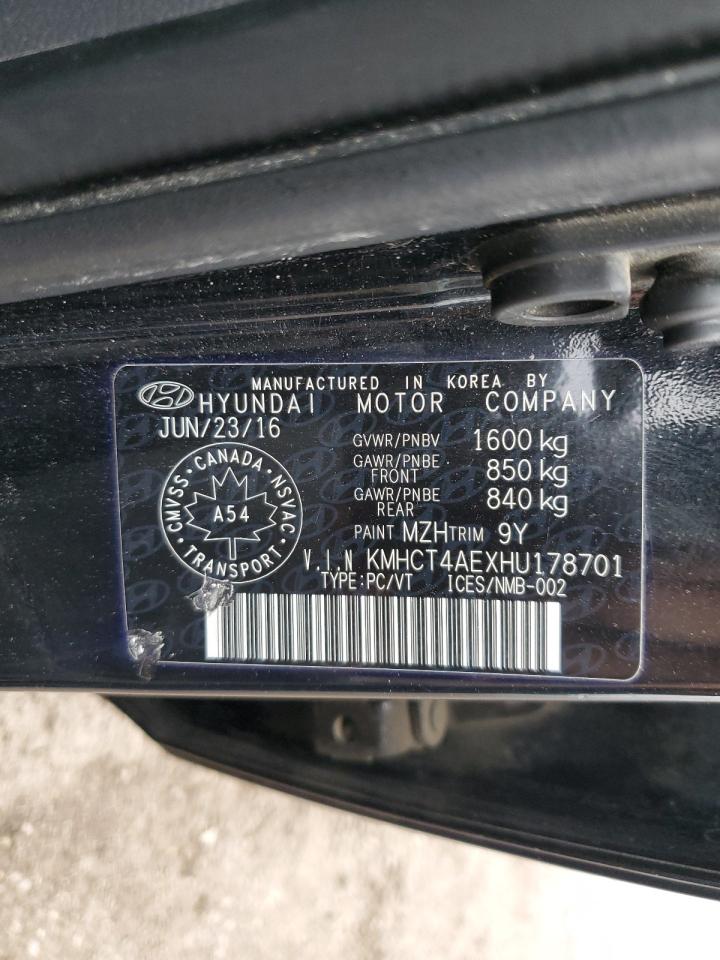 MANUFACTURED IN KOREA BY
HYUNDAI MOTOR COMPANY
JUN/23/16
GVWR/PNBV 1600 kg
GAWR/PNBE FRONT 850 kg
GAWR/PNBE REAR 840 kg
CANADA · NSVAC · TRANSPORT · CMVSS ·
A54
PAINT MZH TRIM 9Y
V.I.N KMHCT4AEXHU178701
TYPE:PC/VT ICES/NMB-002